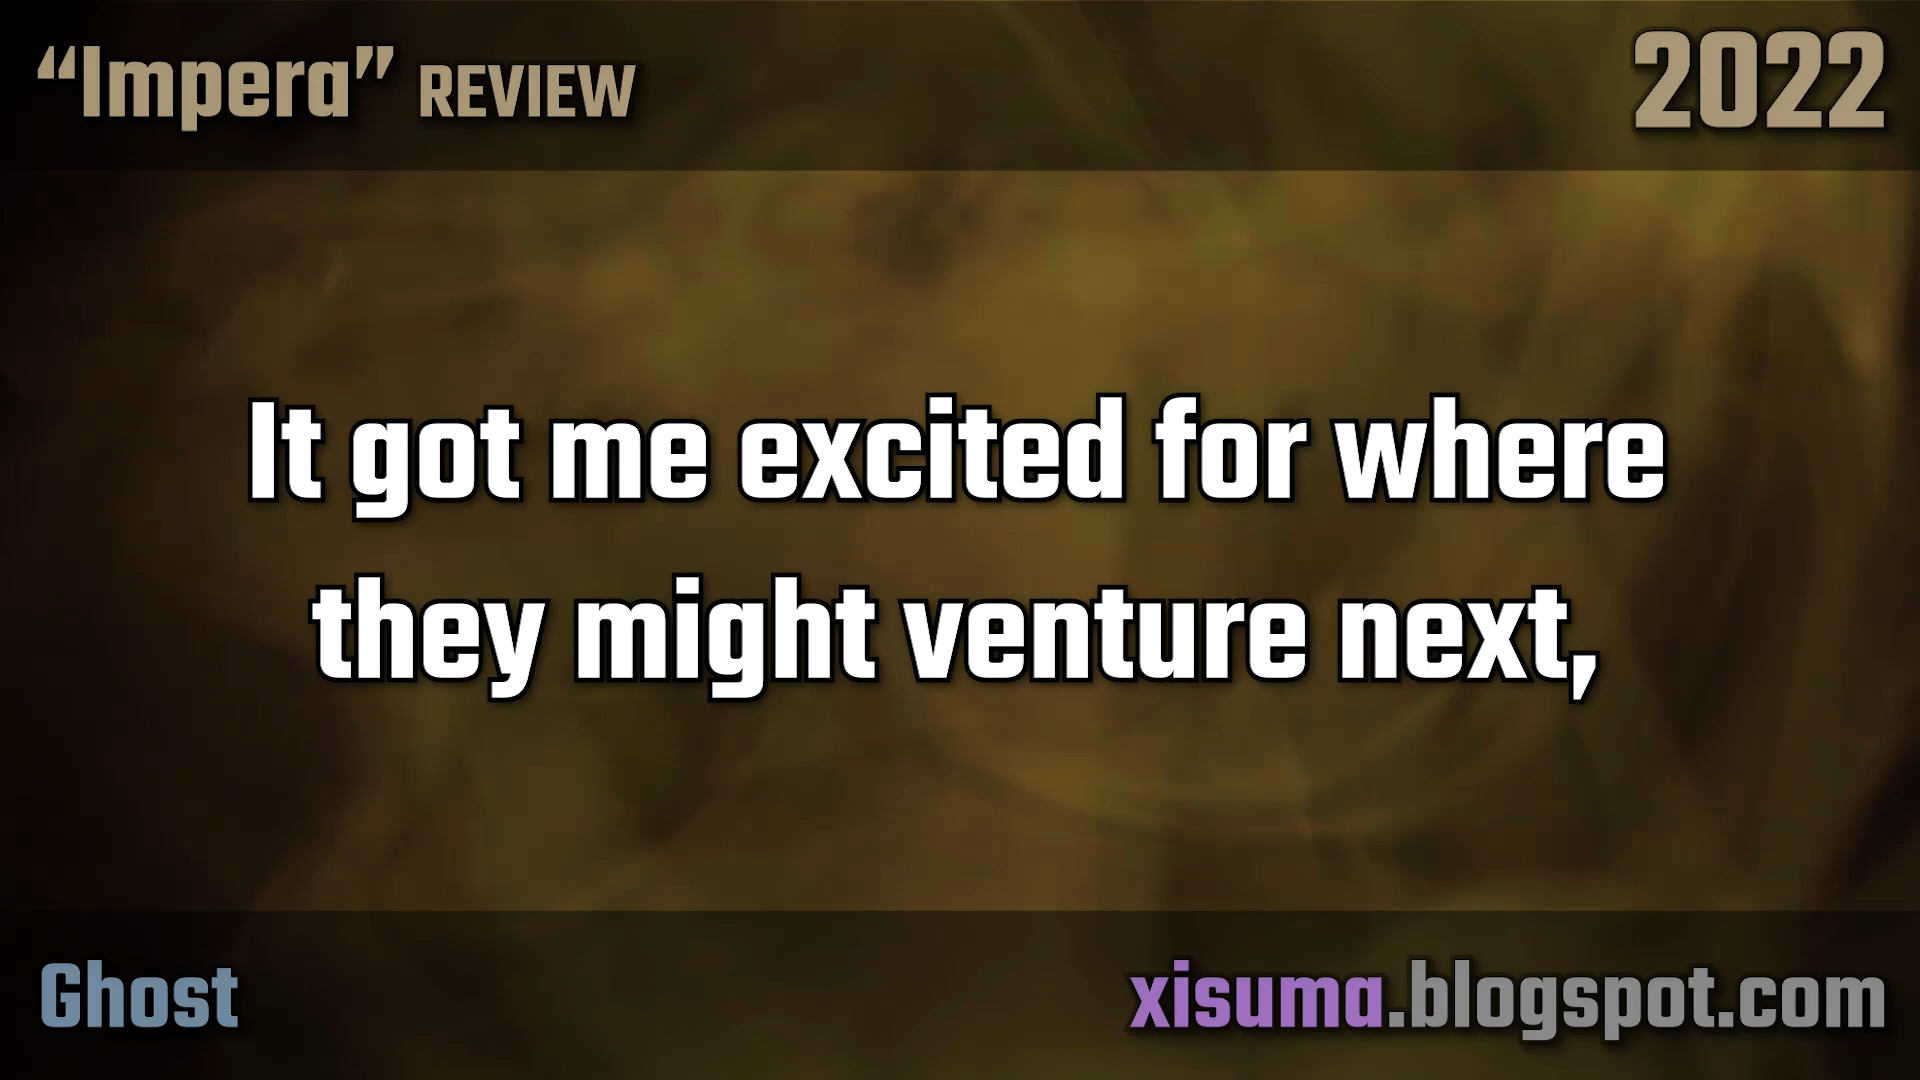 “Impera” REVIEW
2022
It got me excited for where
they might venture next,
Ghost
xisuma.blogspot.com